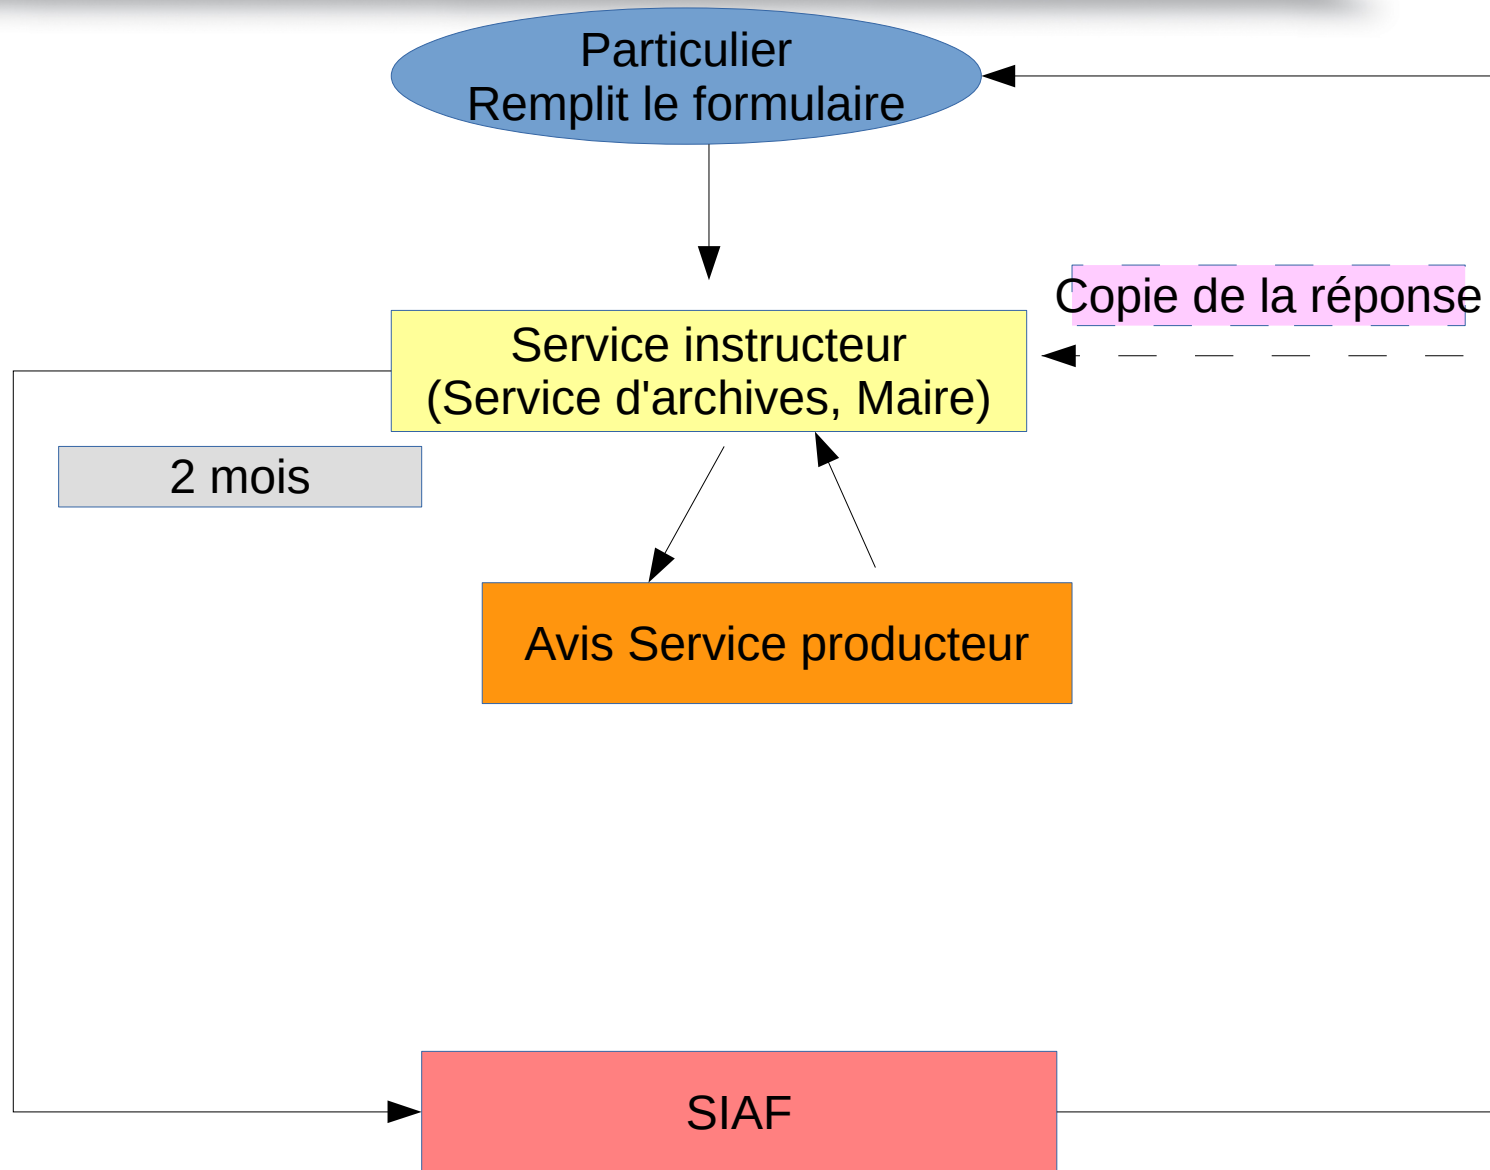 Particulier
Remplit le formulaire
Copie de la réponse
Service instructeur
(Service d'archives, Maire)
2 mois
Avis Service producteur
SIAF